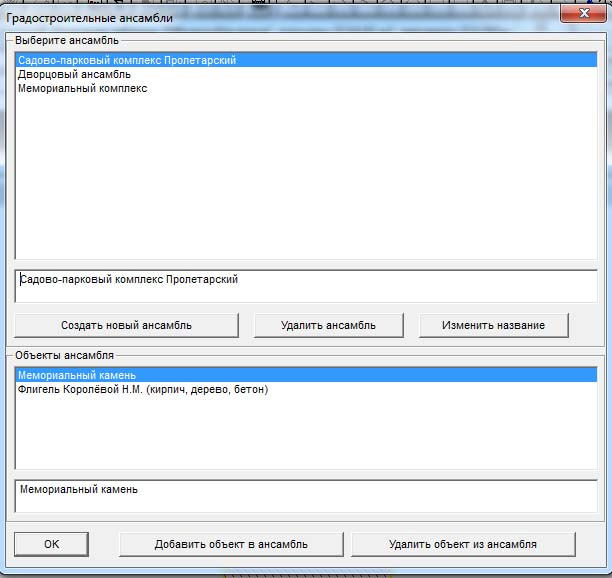 Градостроительные ансамбли
Выберите ансамбль
Садово-парковый комплекс Пролетарский
Дворцовый ансамбль
Мемориальный комплекс
Садово-парковый комплекс Пролетарский
Создать новый ансамбль Удалить ансамбль Изменить название
Объекты ансамбля
Мемориальный камень
Флигель Королёвой Н.М. (кирпич, дерево, бетон)
Мемориальный камень
OK Добавить объект в ансамбль Удалить объект из ансамбля